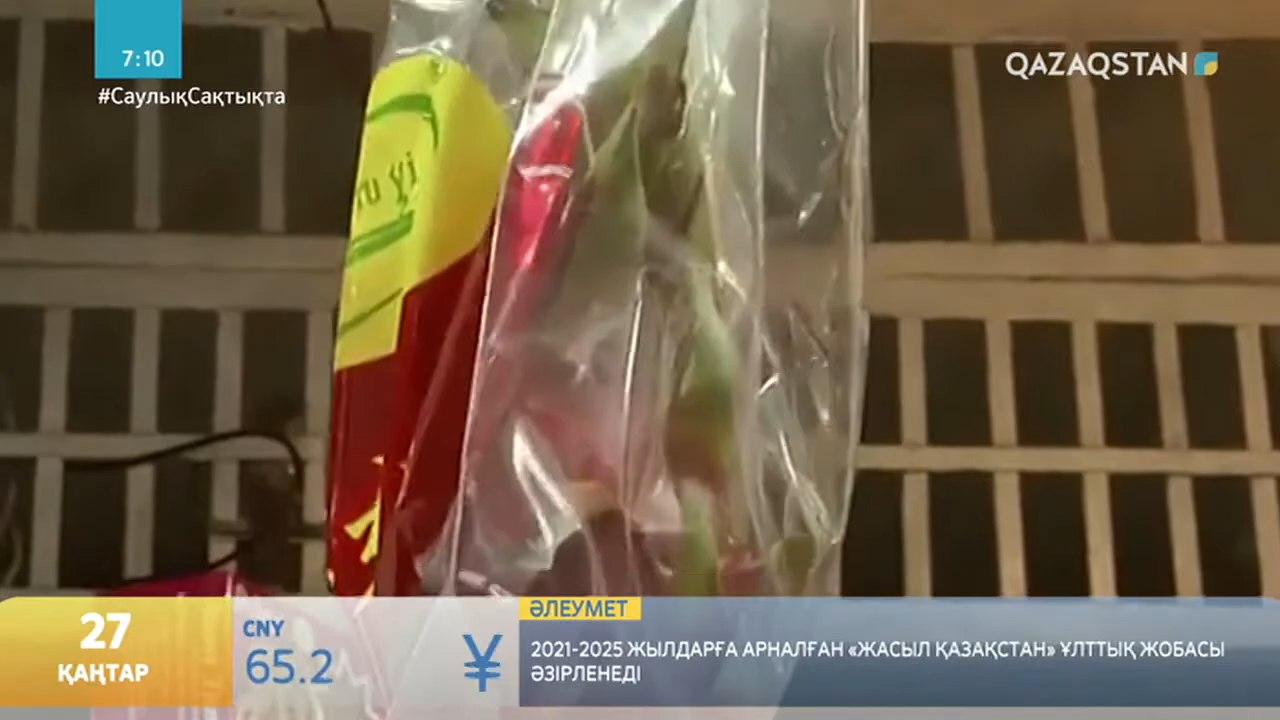 7:10
#СаулықСақтықта
QAZAQSTAN
үі
27
ҚАҢТАР
CNY
65.2
¥
ӘЛЕУМЕТ
2021-2025 ЖЫЛДАРҒА АРНАЛҒАН «ЖАСЫЛ ҚАЗАҚСТАН» ҰЛТТЫҚ ЖОБАСЫ
ӘЗІРЛЕНЕДІ